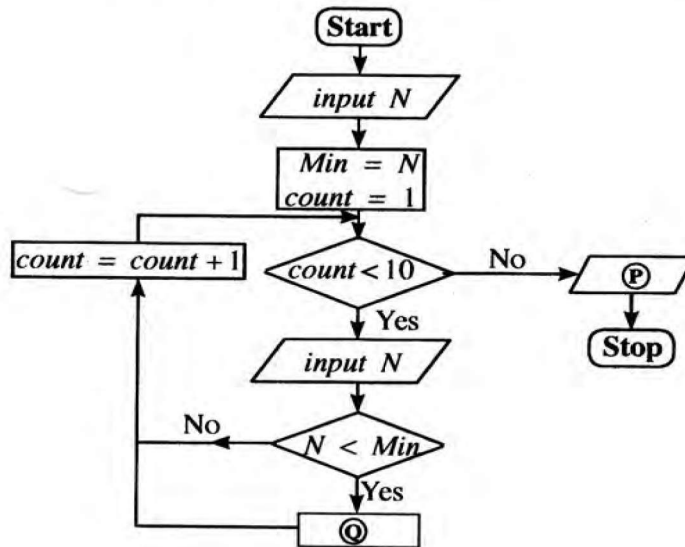 Start
input N
Min = N
count = 1
count = count + 1
count < 10
No
Ⓟ
Yes
Stop
input N
No
N < Min
Yes
Ⓠ